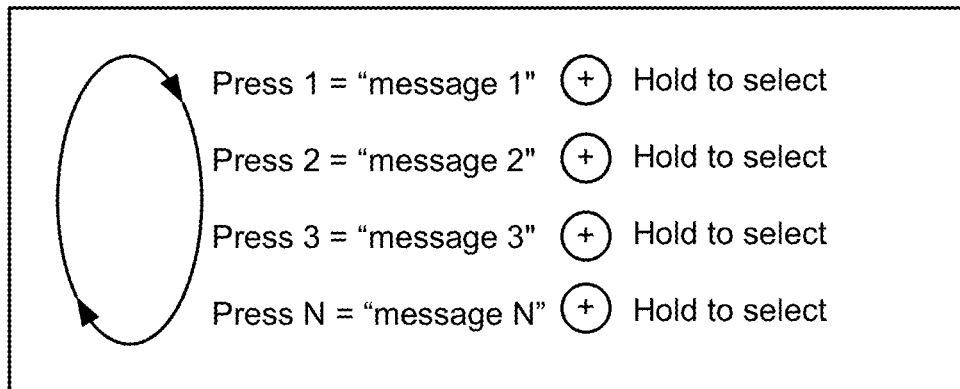 Press 1 = “message 1" + Hold to select
Press 2 = “message 2" + Hold to select
Press 3 = “message 3" + Hold to select
Press N = “message N” + Hold to select